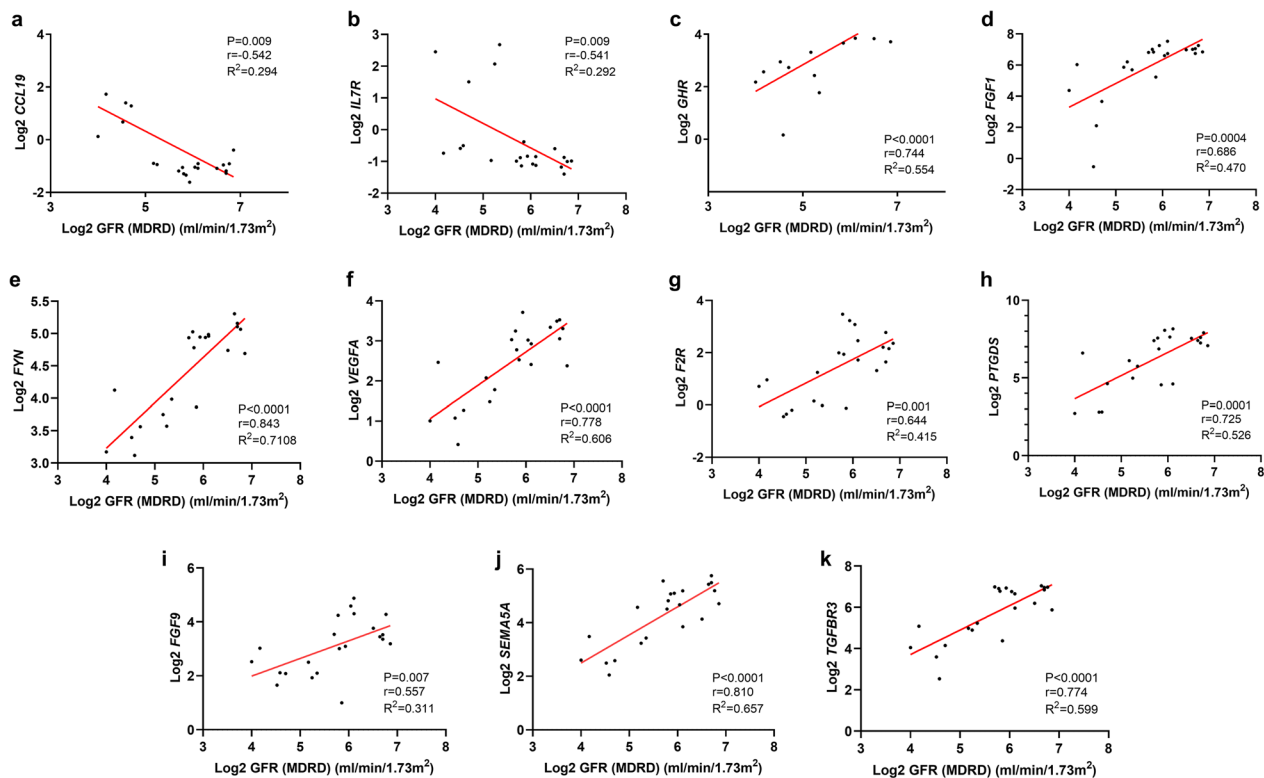 a
P=0.009
r=-0.542
R²=0.294
Log2 CCL19
4
2
0
-2
3 4 5 6 7
Log2 GFR (MDRD) (ml/min/1.73m²)
b
P=0.009
r=-0.541
R²=0.292
Log2 IL7R
3
2
1
0
-1
-2
3 4 5 6 7 8
Log2 GFR (MDRD) (ml/min/1.73m²)
c
P<0.0001
r=0.744
R²=0.554
Log2 GHR
4
2
0
3 4 5 6 7
Log2 GFR (MDRD) (ml/min/1.73m²)
d
P=0.0004
r=0.686
R²=0.470
Log2 FGF1
8
6
4
2
0
-2
3 4 5 6 7 8
Log2 GFR (MDRD) (ml/min/1.73m²)
e
P<0.0001
r=0.843
R²=0.7108
Log2 FYN
5.5
5.0
4.5
4.0
3.5
3.0
3 4 5 6 7 8
Log2 GFR (MDRD) (ml/min/1.73m²)
f
P<0.0001
r=0.778
R²=0.606
Log2 VEGFA
4
3
2
1
0
3 4 5 6 7 8
Log2 GFR (MDRD) (ml/min/1.73m²)
g
P=0.001
r=0.644
R²=0.415
Log2 F2R
4
2
0
-2
3 4 5 6 7 8
Log2 GFR (MDRD) (ml/min/1.73m²)
h
P=0.0001
r=0.725
R²=0.526
Log2 PTGDS
10
5
0
3 4 5 6 7 8
Log2 GFR (MDRD) (ml/min/1.73m²)
i
P=0.007
r=0.557
R²=0.311
Log2 FGF9
6
4
2
0
3 4 5 6 7 8
Log2 GFR (MDRD) (ml/min/1.73m²)
j
P<0.0001
r=0.810
R²=0.657
Log2 SEMA5A
6
4
2
0
3 4 5 6 7 8
Log2 GFR (MDRD) (ml/min/1.73m²)
k
P<0.0001
r=0.774
R²=0.599
Log2 TGFBR3
8
6
4
2
0
3 4 5 6 7 8
Log2 GFR (MDRD) (ml/min/1.73m²)